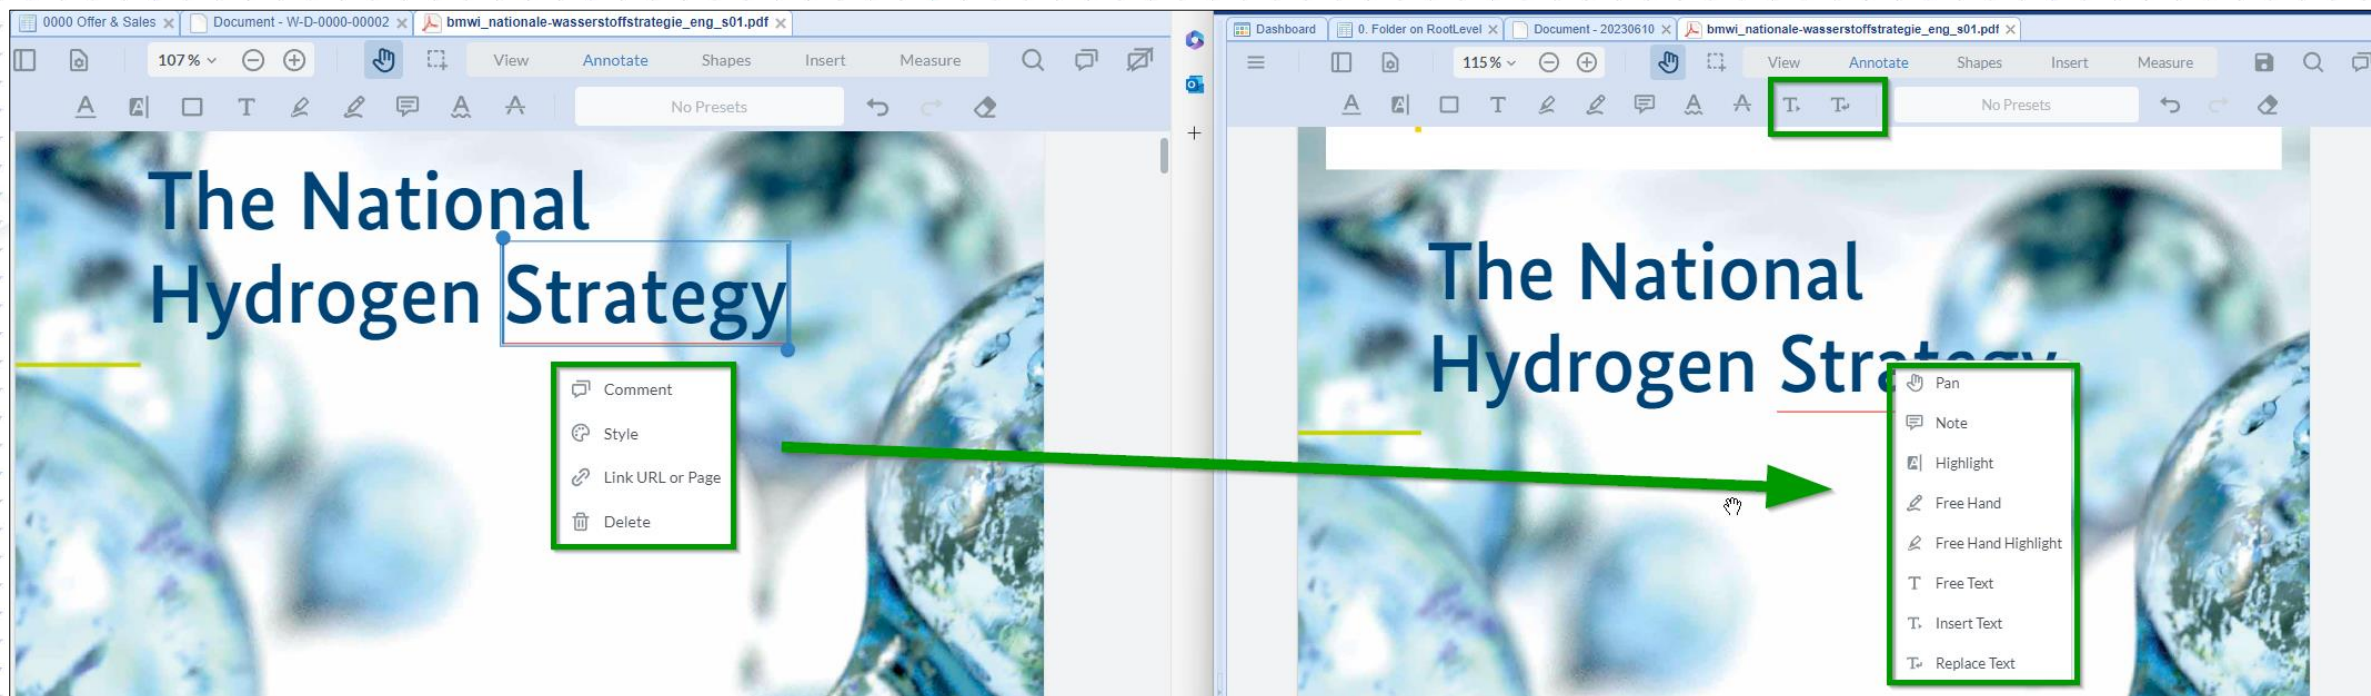 0000 Offer & Sales
Document - W-D-0000-00002
bmwi_nationale-wasserstoffstrategie_eng_s01.pdf
107 %
View
Annotate
Shapes
Insert
Measure
No Presets
The National
Hydrogen Strategy
Comment
Style
Link URL or Page
Delete
Dashboard
0. Folder on RootLevel
Document - 20230610
bmwi_nationale-wasserstoffstrategie_eng_s01.pdf
115 %
View
Annotate
Shapes
Insert
Measure
No Presets
The National
Hydrogen Strategy
Pan
Note
Highlight
Free Hand
Free Hand Highlight
Free Text
Insert Text
Replace Text